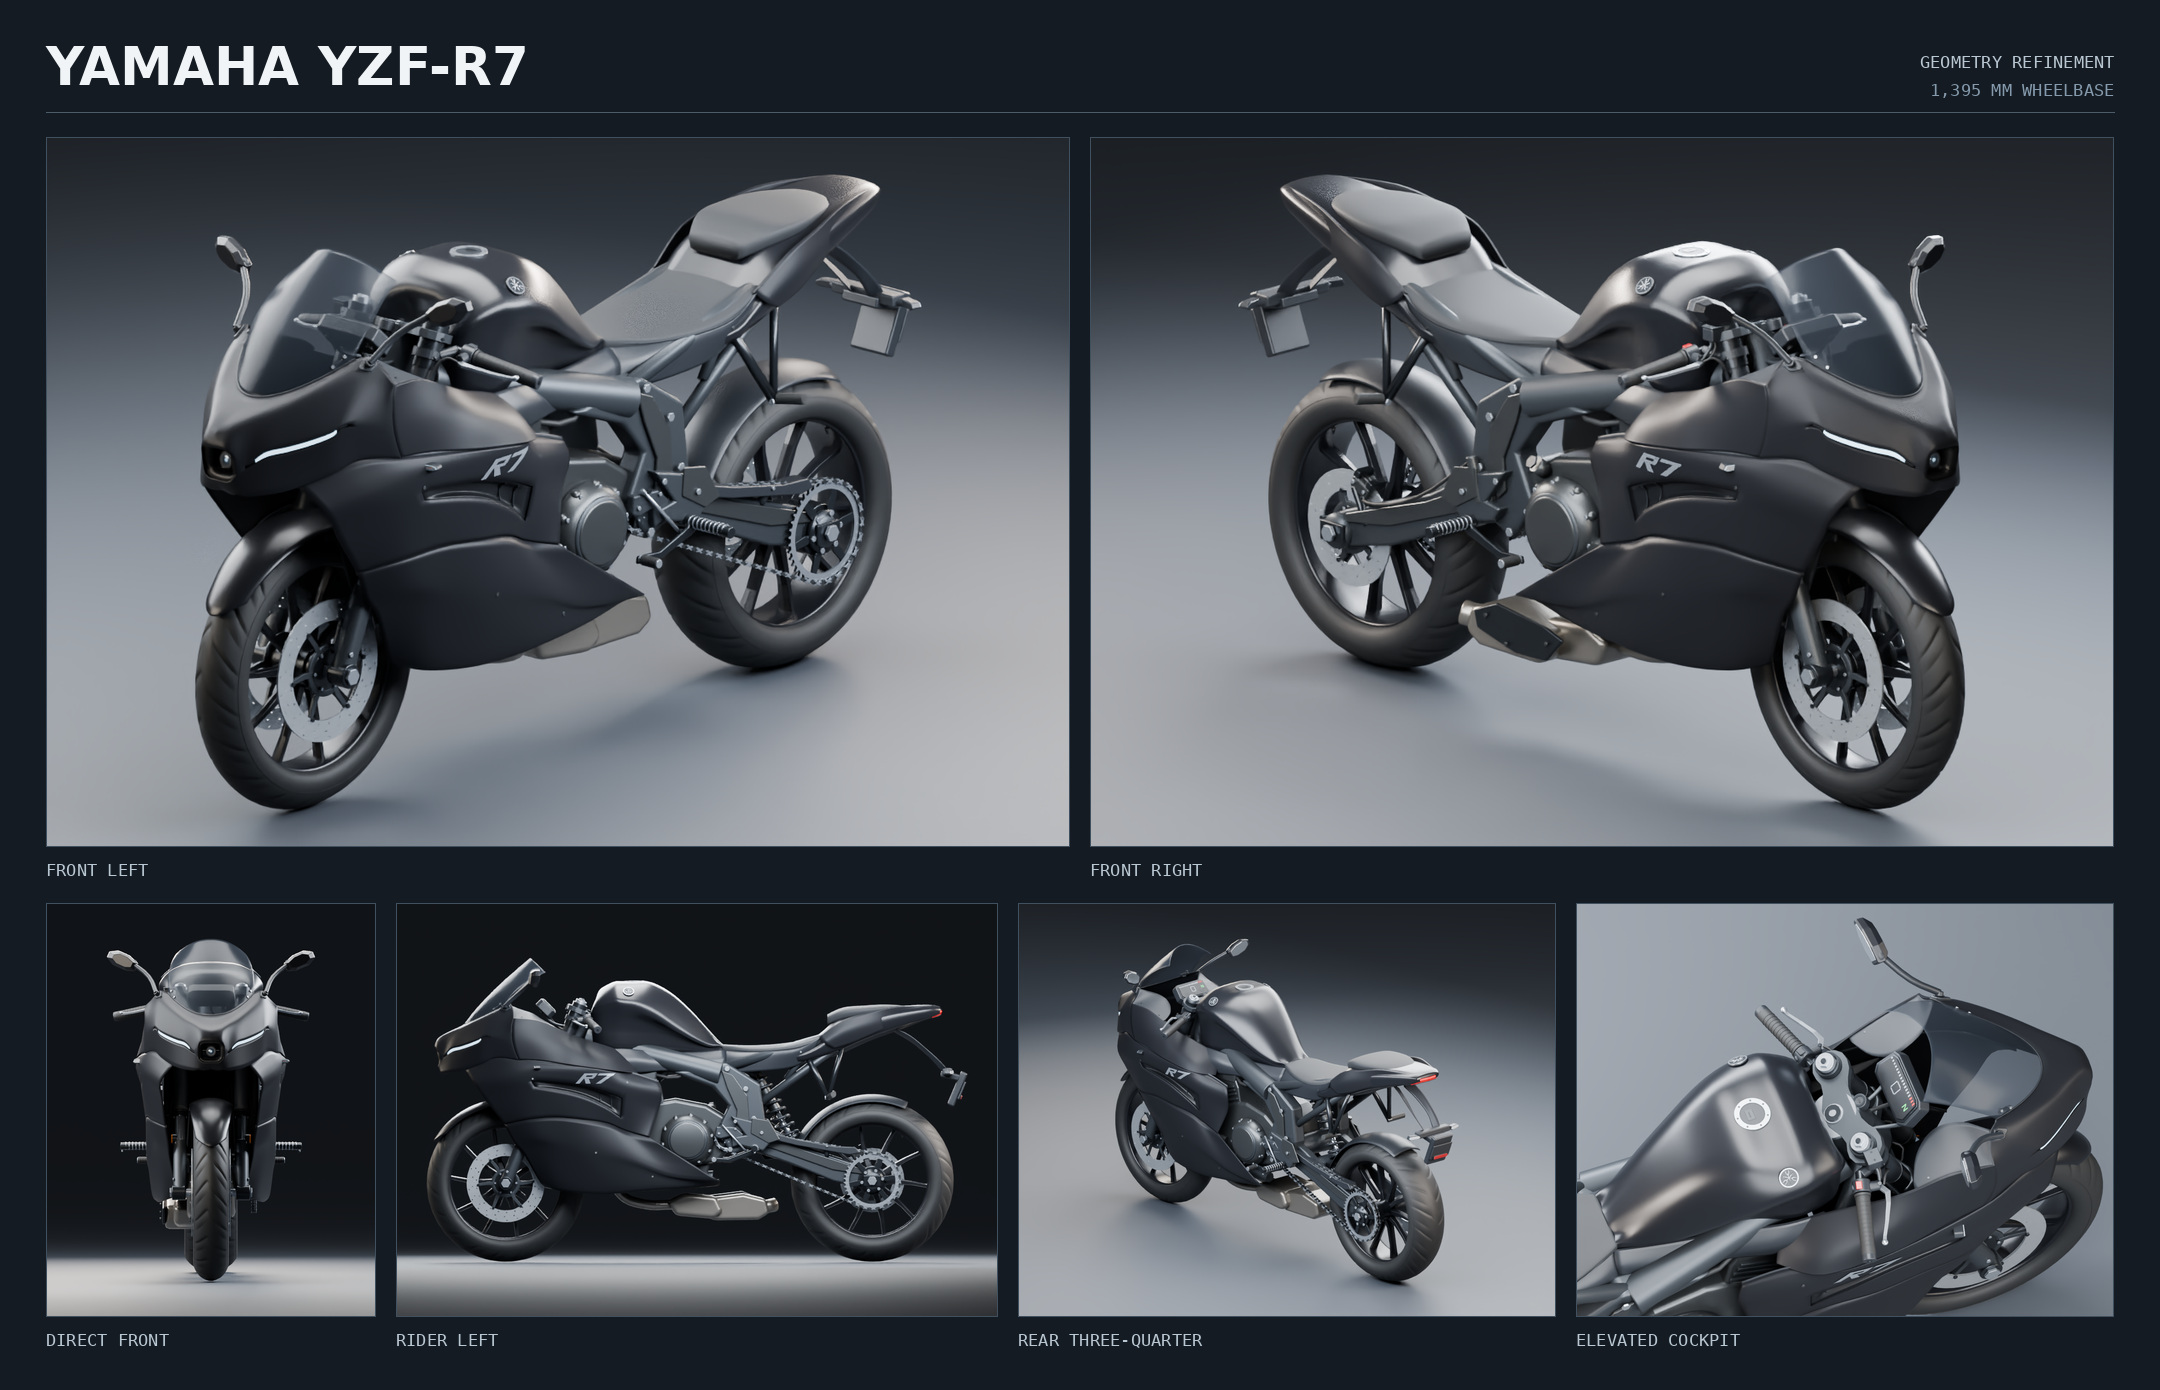 YAMAHA YZF-R7
GEOMETRY REFINEMENT
1,395 MM WHEELBASE
R7
R7
FRONT LEFT
FRONT RIGHT
R7
R7
R7
DIRECT FRONT
RIDER LEFT
REAR THREE-QUARTER
ELEVATED COCKPIT